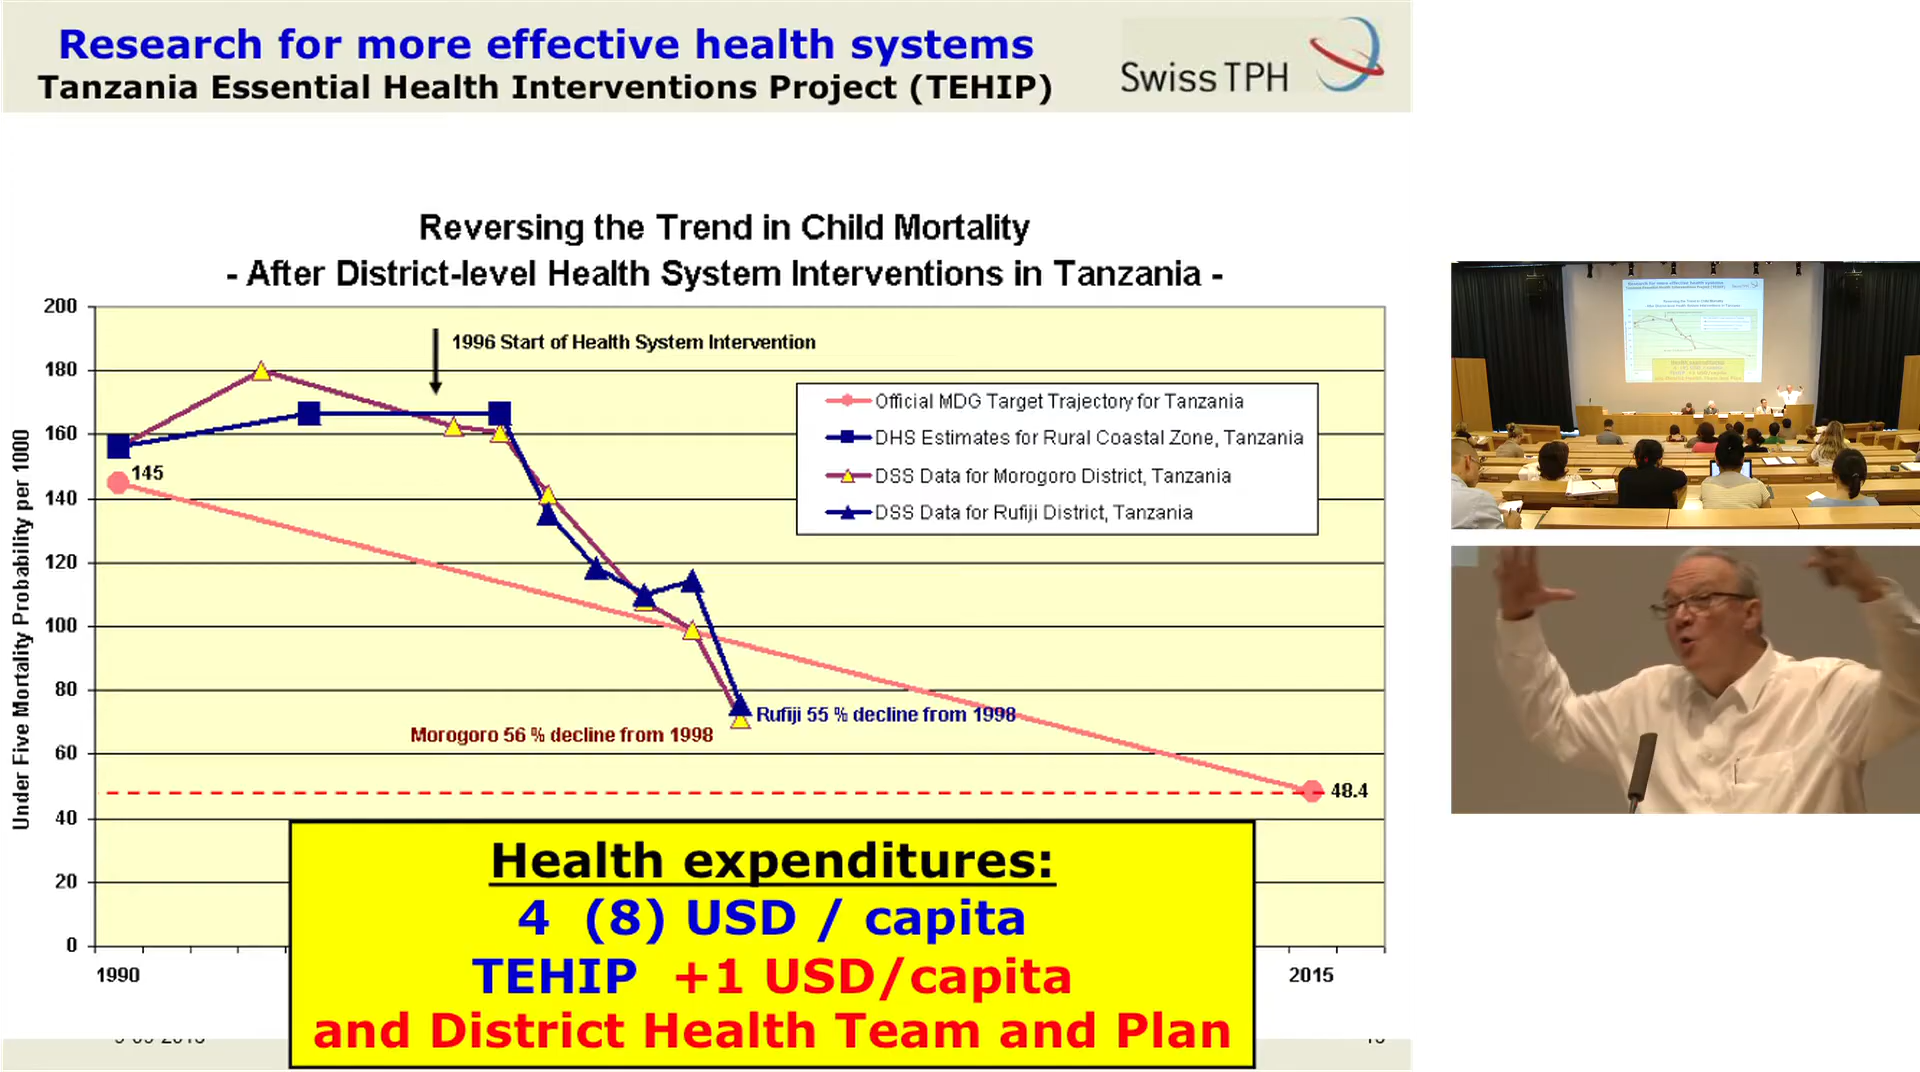 Research for more effective health systems
Tanzania Essential Health Interventions Project (TEHIP)
Swiss TPH
Reversing the Trend in Child Mortality
- After District-level Health System Interventions in Tanzania -
Under Five Mortality Probability per 1000
200
180
160
140
120
100
80
60
40
20
0
1990
2015
1996 Start of Health System Intervention
Official MDG Target Trajectory for Tanzania
DHS Estimates for Rural Coastal Zone, Tanzania
DSS Data for Morogoro District, Tanzania
DSS Data for Rufiji District, Tanzania
145
Rufiji 55 % decline from 1998
Morogoro 56 % decline from 1998
48.4
Health expenditures:
4 (8) USD / capita
TEHIP +1 USD/capita
and District Health Team and Plan